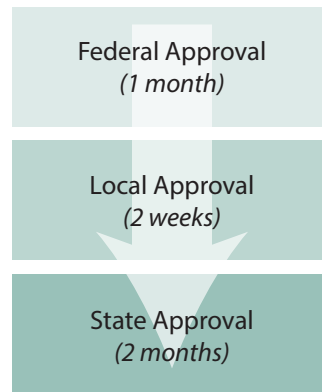 Federal Approval
(1 month)
Local Approval
(2 weeks)
State Approval
(2 months)